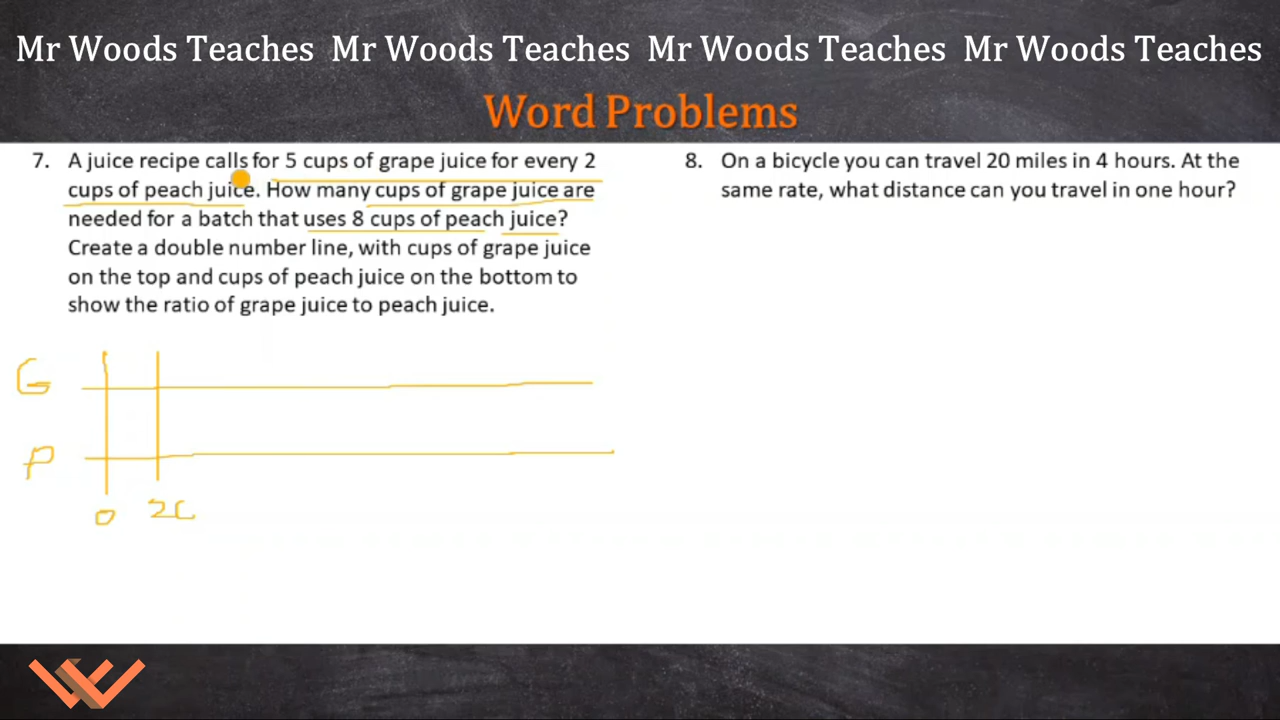 Mr Woods Teaches Mr Woods Teaches Mr Woods Teaches Mr Woods Teaches
Word Problems
7. A juice recipe calls for 5 cups of grape juice for every 2
cups of peach juice. How many cups of grape juice are
needed for a batch that uses 8 cups of peach juice?
Create a double number line, with cups of grape juice
on the top and cups of peach juice on the bottom to
show the ratio of grape juice to peach juice.
G
P
0 2C
8. On a bicycle you can travel 20 miles in 4 hours. At the
same rate, what distance can you travel in one hour?